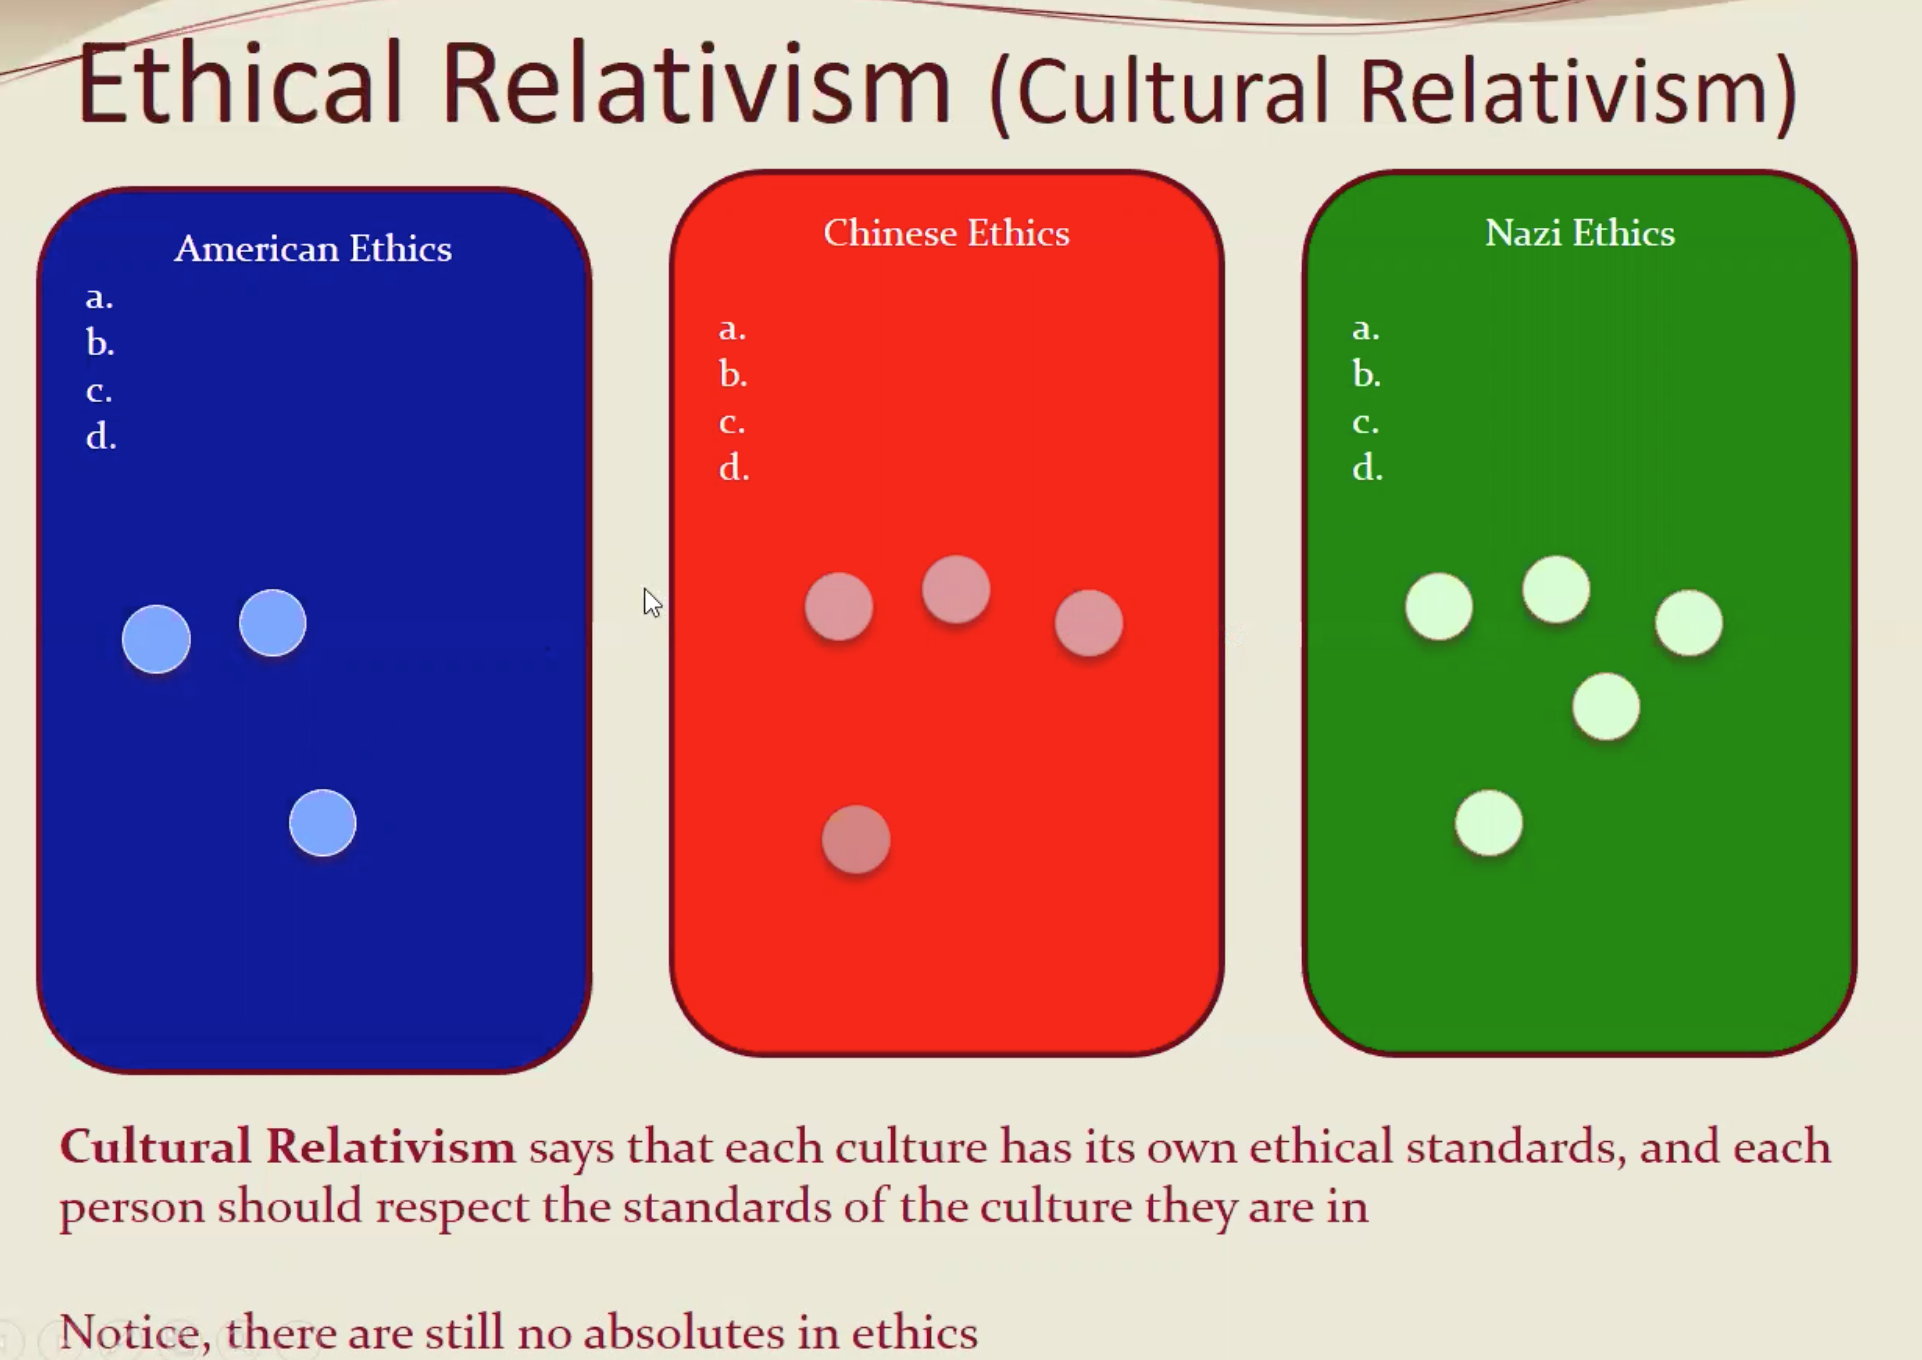 Ethical Relativism (Cultural Relativism)
American Ethics
a.
b.
c.
d.
Chinese Ethics
a.
b.
c.
d.
Nazi Ethics
a.
b.
c.
d.
Cultural Relativism says that each culture has its own ethical standards, and each
person should respect the standards of the culture they are in
Notice, there are still no absolutes in ethics